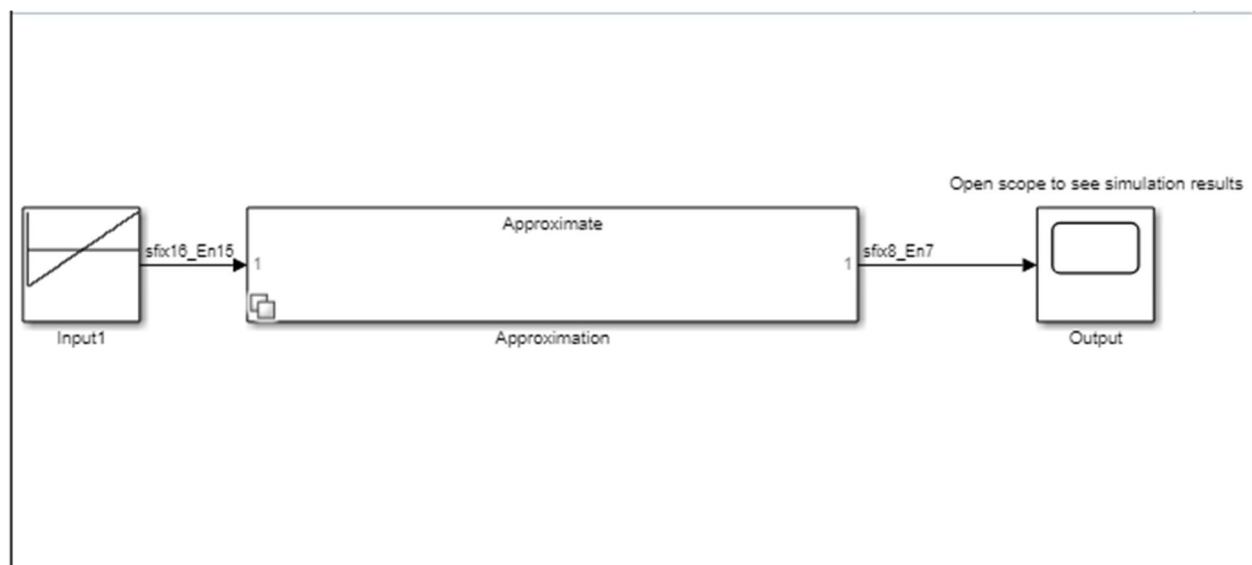 Open scope to see simulation results
Approximate
sfix16_En15
1
1
sfix8_En7
Input1
Approximation
Output